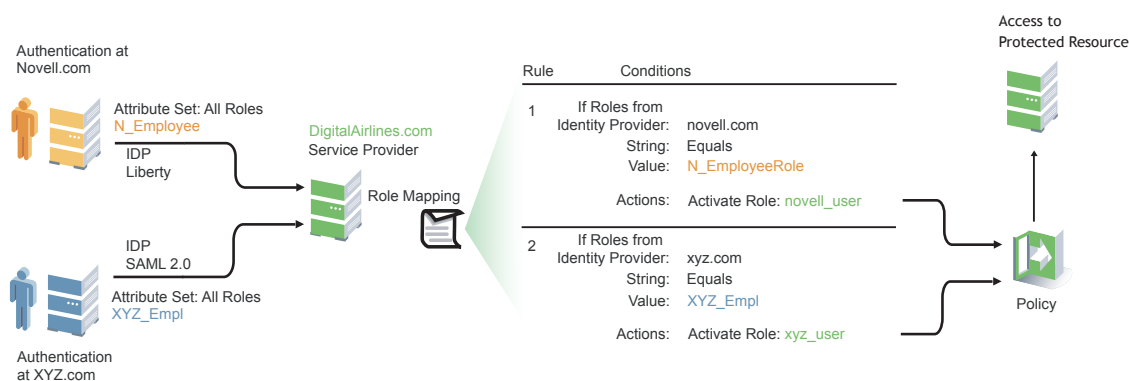 Authentication at
Novell.com
Attribute Set: All Roles
N_Employee
IDP
Liberty
DigitalAirlines.com
Service Provider
Role Mapping
IDP
SAML 2.0
Attribute Set: All Roles
XYZ_Empl
Authentication
at XYZ.com
Rule Conditions
1 If Roles from
Identity Provider: novell.com
String: Equals
Value: N_EmployeeRole
Actions: Activate Role: novell_user
2 If Roles from
Identity Provider: xyz.com
String: Equals
Value: XYZ_Empl
Actions: Activate Role: xyz_user
Access to
Protected Resource
Policy